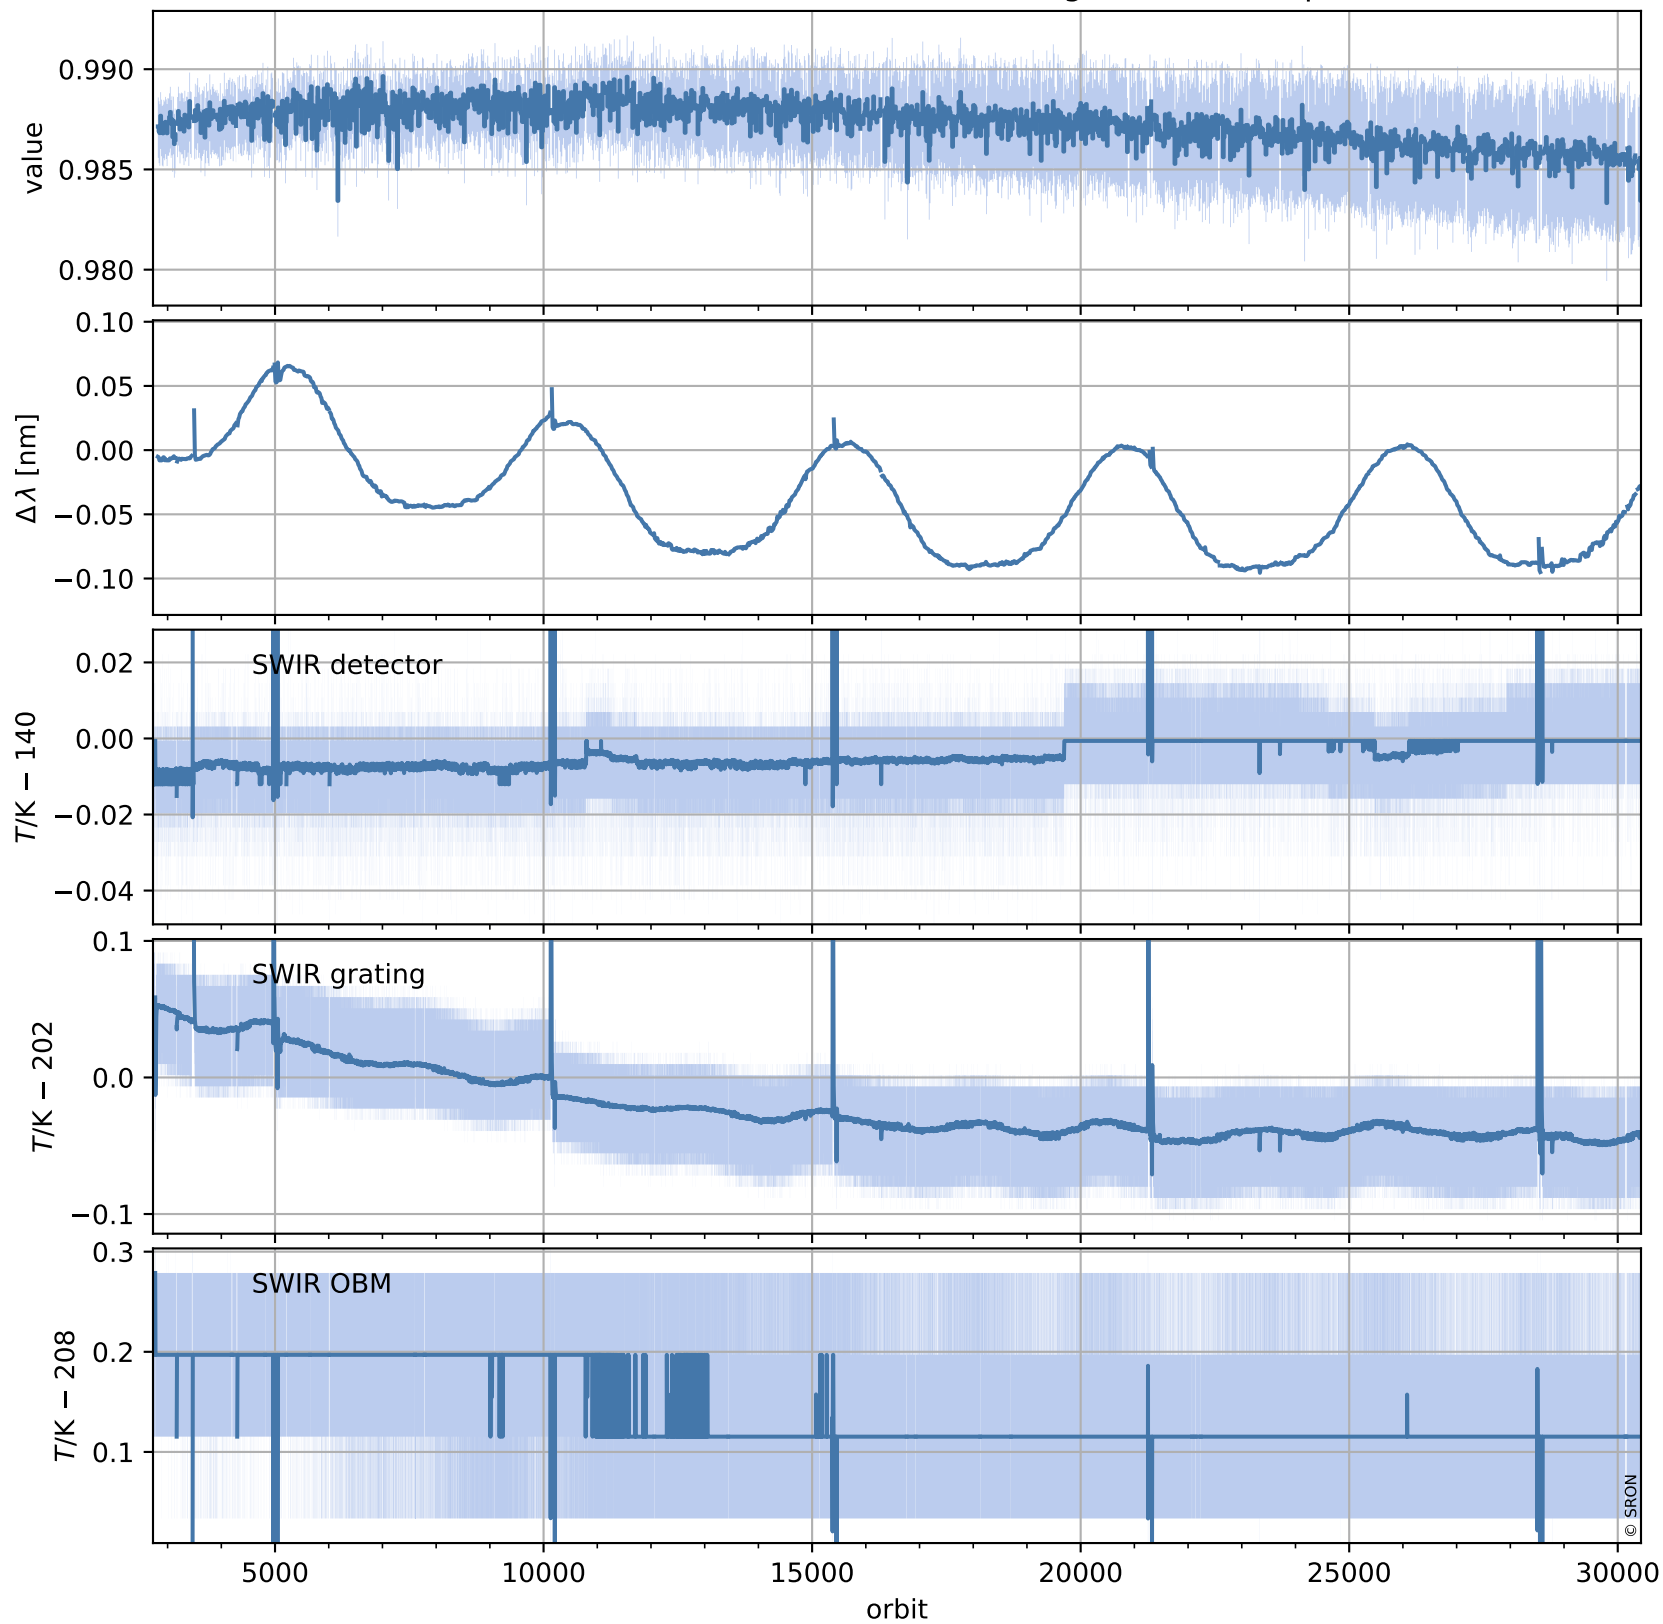 0.990
0.985
0.980
value
0.10
0.05
0.00
−0.05
−0.10
Δλ [nm]
SWIR detector
0.02
0.00
−0.02
−0.04
T/K − 140
SWIR grating
0.1
0.0
−0.1
T/K − 202
SWIR OBM
0.3
0.2
0.1
T/K − 208
© SRON
5000 10000 15000 20000 25000 30000
orbit